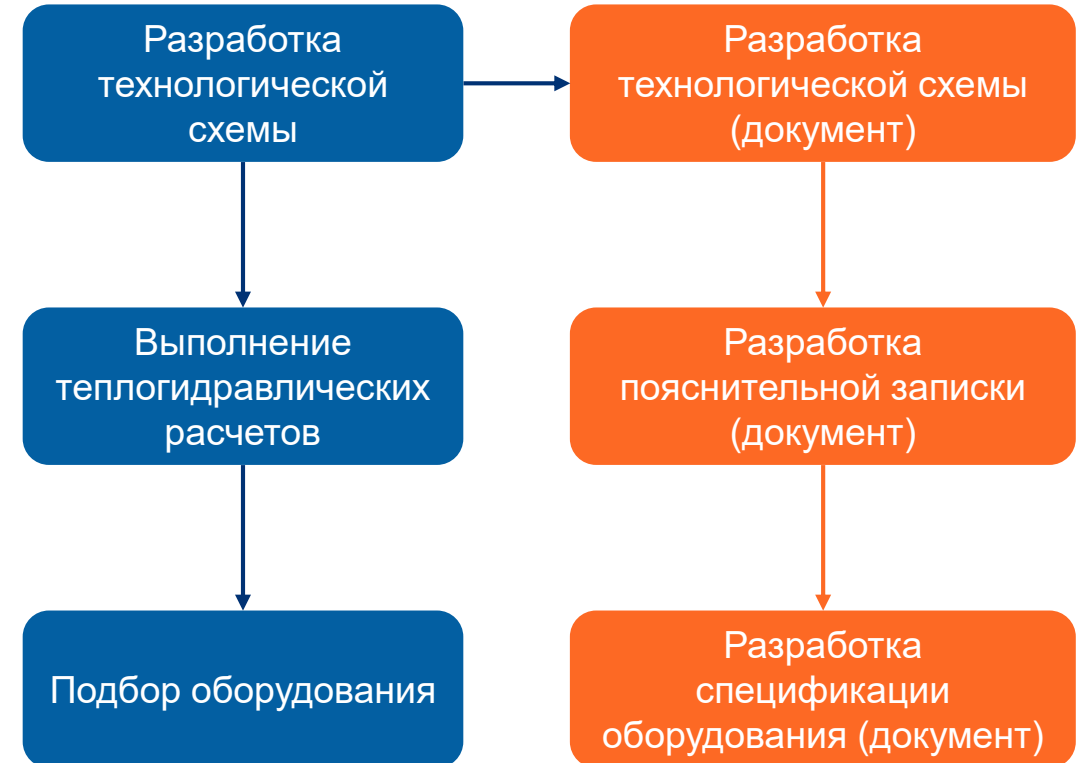 Разработка
технологической
схемы
Разработка
технологической схемы
(документ)
Выполнение
теплогидравлических
расчетов
Разработка
пояснительной записки
(документ)
Подбор оборудования
Разработка
спецификации
оборудования (документ)